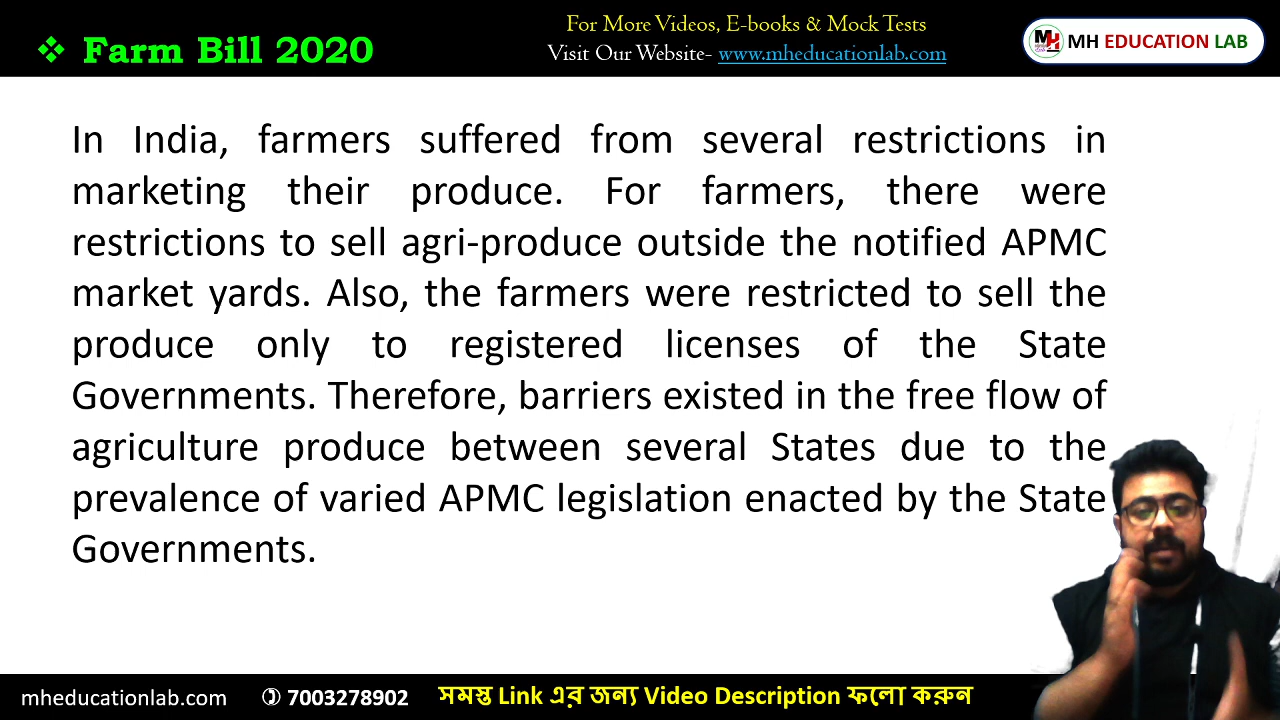 ❖ Farm Bill 2020
For More Videos, E-books & Mock Tests
Visit Our Website- www.mheducationlab.com
MH EDUCATION LAB
In India, farmers suffered from several restrictions in
marketing their produce. For farmers, there were
restrictions to sell agri-produce outside the notified APMC
market yards. Also, the farmers were restricted to sell the
produce only to registered licenses of the State
Governments. Therefore, barriers existed in the free flow of
agriculture produce between several States due to the
prevalence of varied APMC legislation enacted by the State
Governments.
mheducationlab.com
✆ 7003278902
সমস্ত Link এর জন্য Video Description ফলো করুন